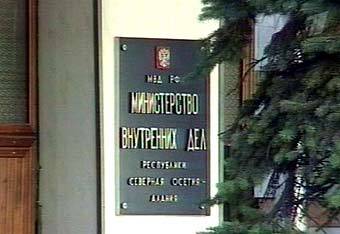 МВД РФ
МИНИСТЕРСТВО
ВНУТРЕННИХ ДЕЛ
РЕСПУБЛИКИ
СЕВЕРНАЯ ОСЕТИЯ-
АЛАНИЯ